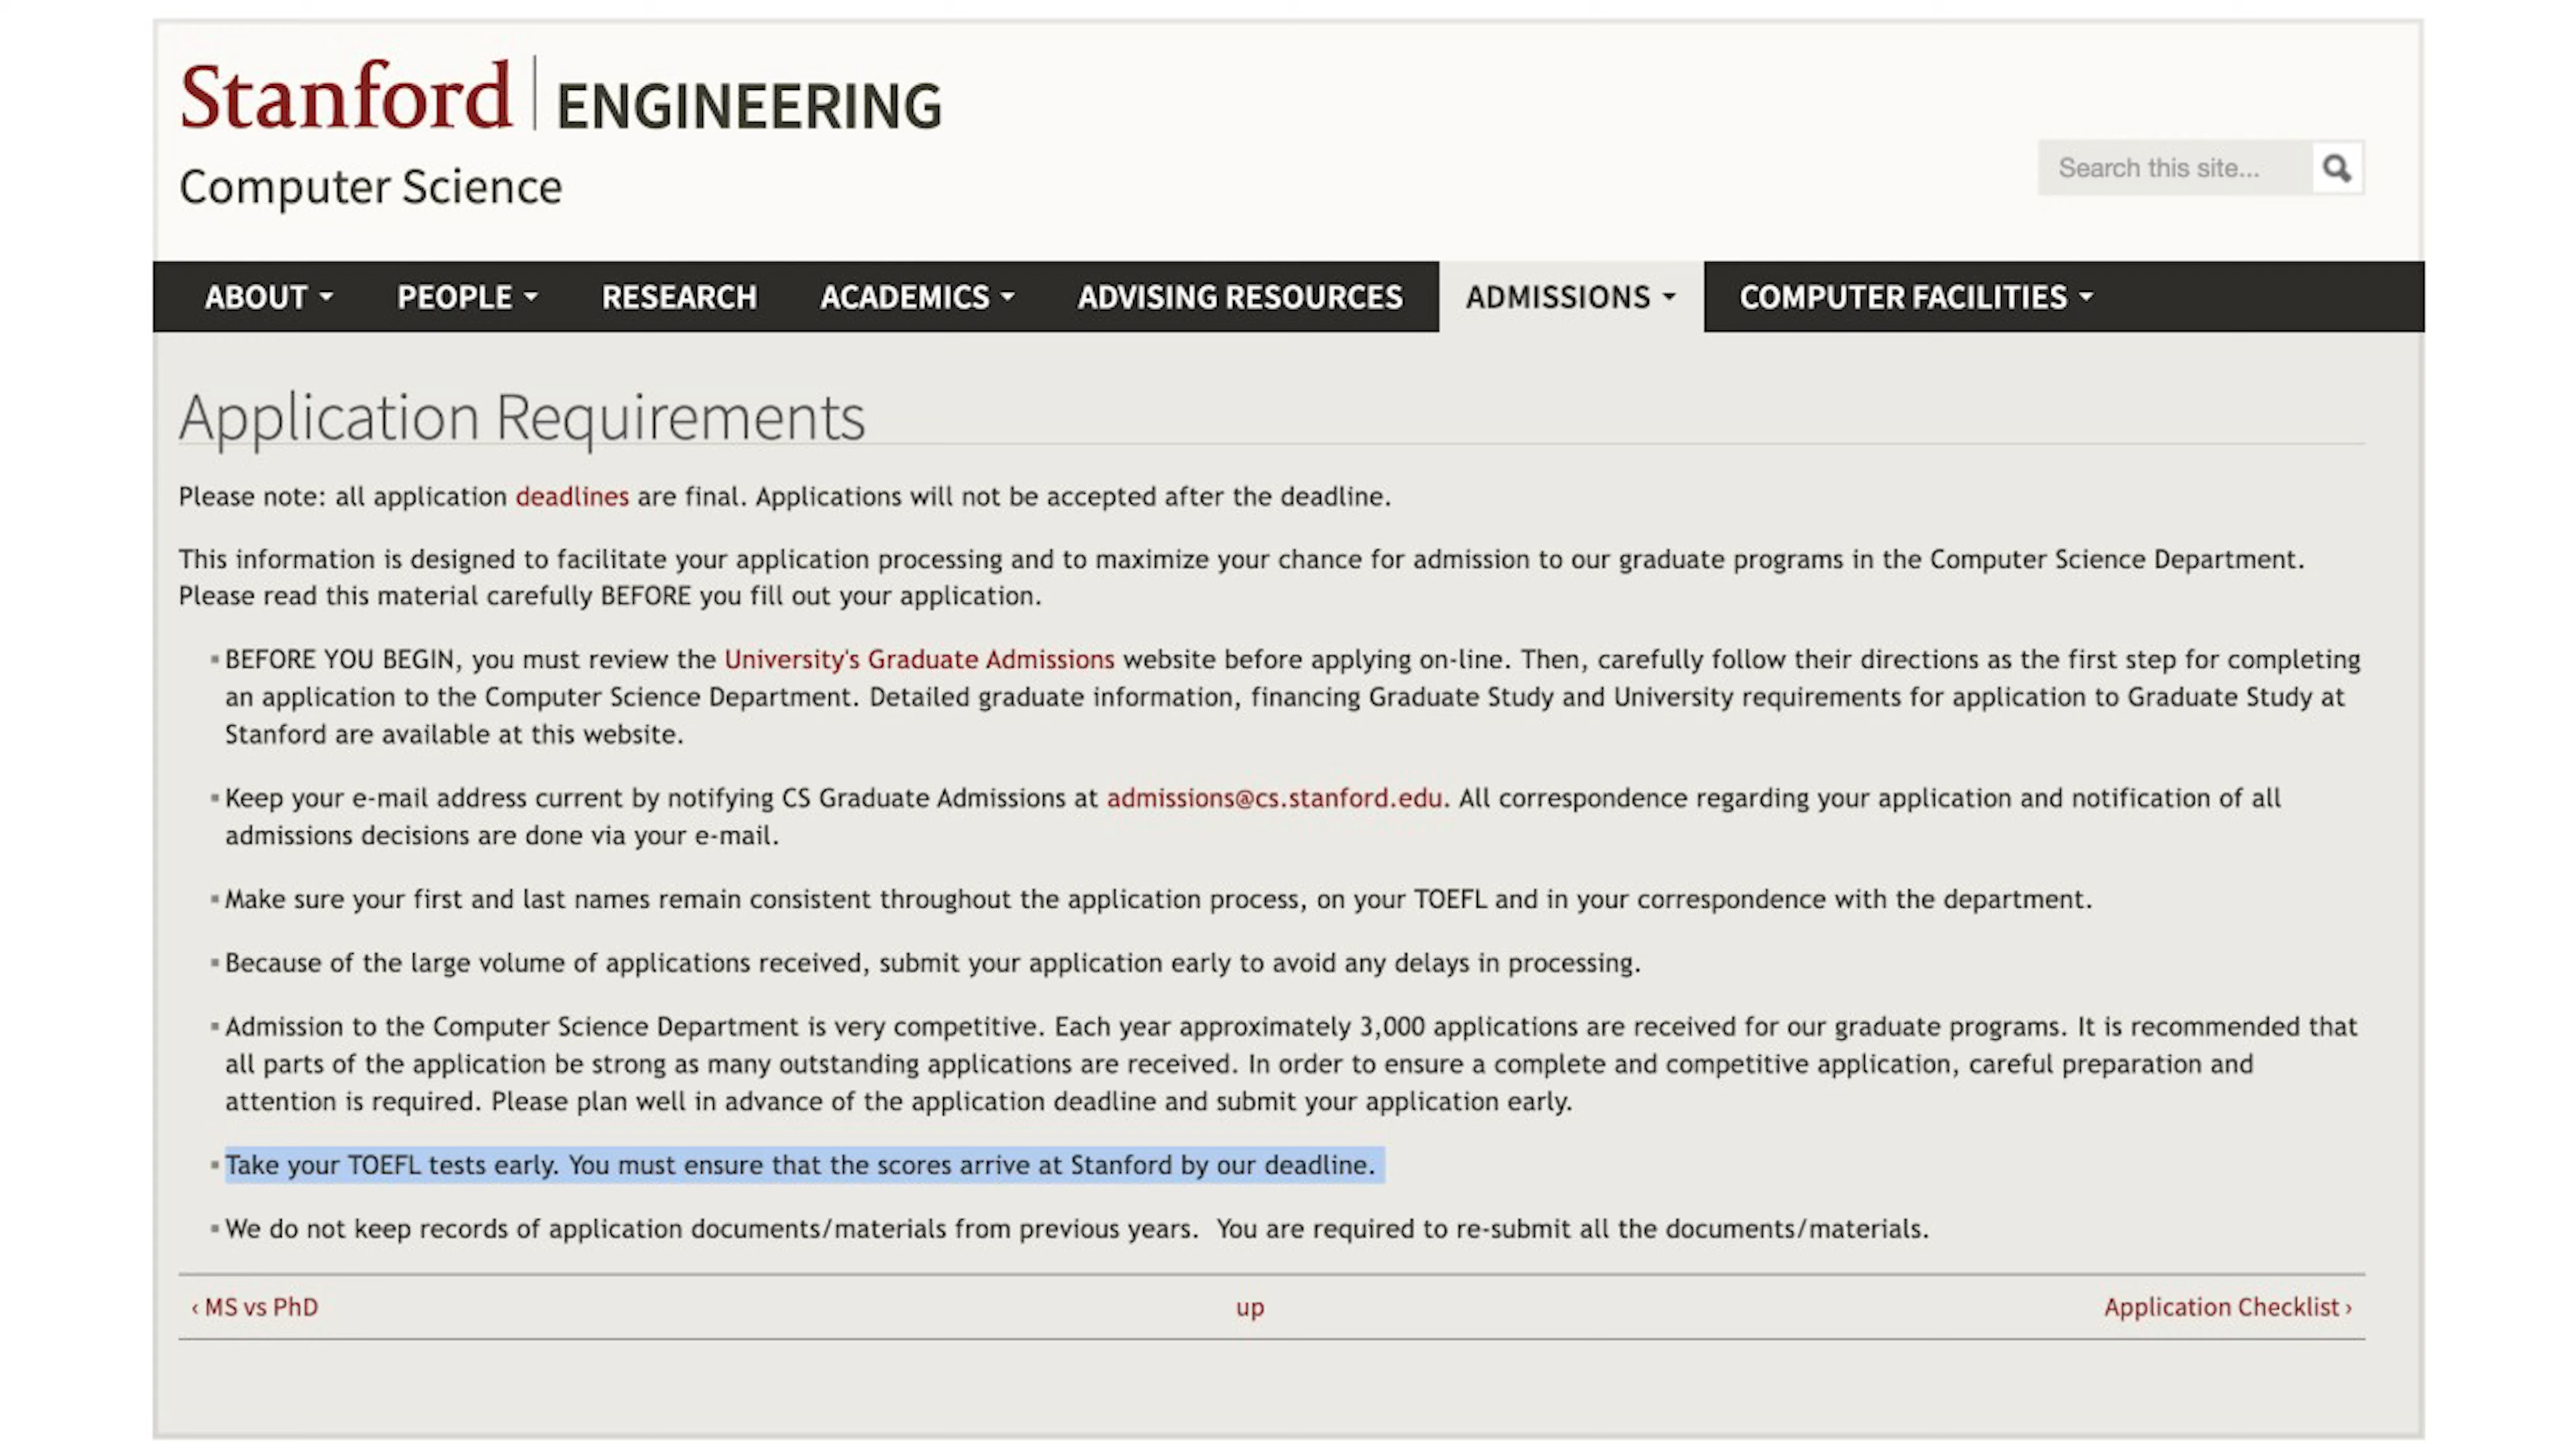 Stanford | ENGINEERING
Computer Science
Search this site...
ABOUT PEOPLE RESEARCH ACADEMICS ADVISING RESOURCES ADMISSIONS COMPUTER FACILITIES
Application Requirements
Please note: all application deadlines are final. Applications will not be accepted after the deadline.
This information is designed to facilitate your application processing and to maximize your chance for admission to our graduate programs in the Computer Science Department.
Please read this material carefully BEFORE you fill out your application.
BEFORE YOU BEGIN, you must review the University's Graduate Admissions website before applying on-line. Then, carefully follow their directions as the first step for completing
an application to the Computer Science Department. Detailed graduate information, financing Graduate Study and University requirements for application to Graduate Study at
Stanford are available at this website.
Keep your e-mail address current by notifying CS Graduate Admissions at admissions@cs.stanford.edu. All correspondence regarding your application and notification of all
admissions decisions are done via your e-mail.
Make sure your first and last names remain consistent throughout the application process, on your TOEFL and in your correspondence with the department.
Because of the large volume of applications received, submit your application early to avoid any delays in processing.
Admission to the Computer Science Department is very competitive. Each year approximately 3,000 applications are received for our graduate programs. It is recommended that
all parts of the application be strong as many outstanding applications are received. In order to ensure a complete and competitive application, careful preparation and
attention is required. Please plan well in advance of the application deadline and submit your application early.
Take your TOEFL tests early. You must ensure that the scores arrive at Stanford by our deadline.
We do not keep records of application documents/materials from previous years. You are required to re-submit all the documents/materials.
‹ MS vs PhD up Application Checklist ›